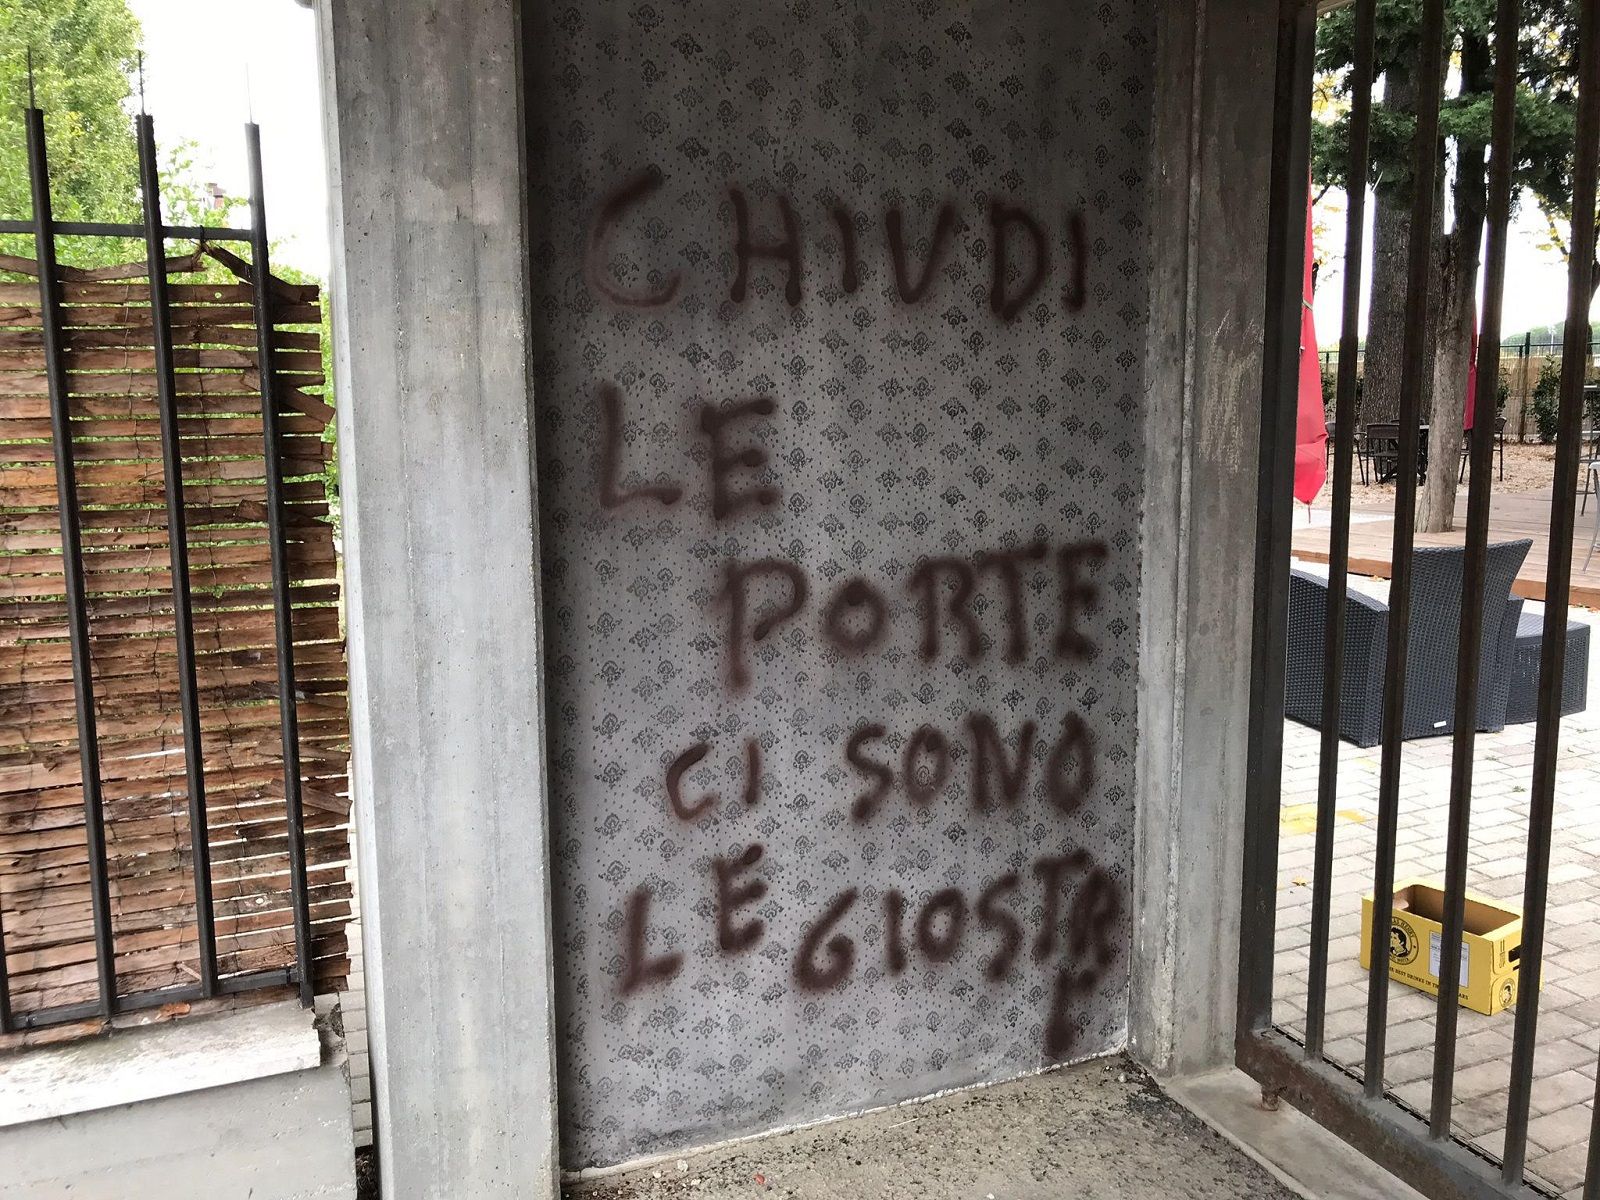 CHIUDI
LE
PORTE
CI SONO
LE GIOSTR
E